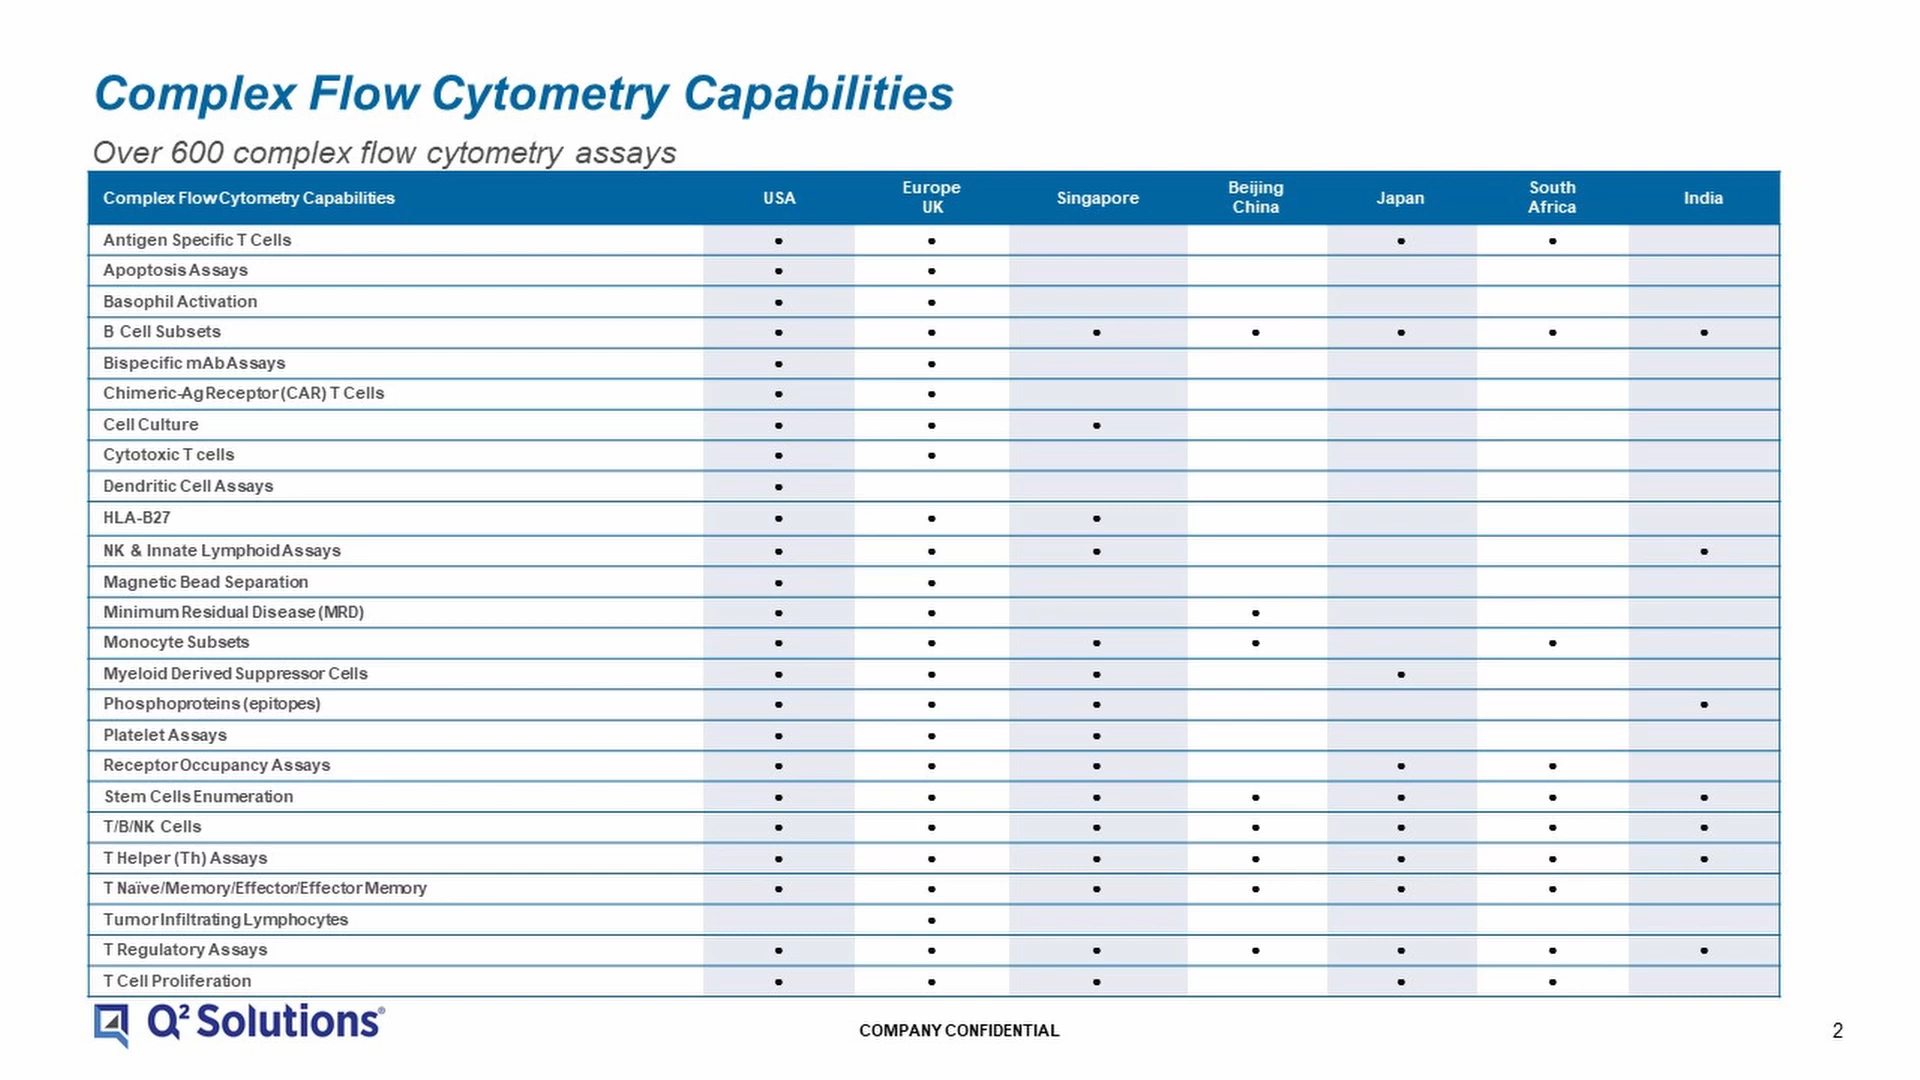 Complex Flow Cytometry Capabilities
Over 600 complex flow cytometry assays
Complex Flow Cytometry Capabilities USA Europe UK Singapore Beijing China Japan South Africa India
Antigen Specific T Cells • • • •
Apoptosis Assays • •
Basophil Activation • •
B Cell Subsets • • • • • • •
Bispecific mAb Assays • •
Chimeric-Ag Receptor (CAR) T Cells • •
Cell Culture • • •
Cytotoxic T cells • •
Dendritic Cell Assays •
HLA-B27 • • •
NK & Innate Lymphoid Assays • • • •
Magnetic Bead Separation • •
Minimum Residual Disease (MRD) • • •
Monocyte Subsets • • • • •
Myeloid Derived Suppressor Cells • • • •
Phosphoproteins (epitopes) • • • •
Platelet Assays • • •
Receptor Occupancy Assays • • • • •
Stem Cells Enumeration • • • • • • •
T/B/NK Cells • • • • • • •
T Helper (Th) Assays • • • • • • •
T Naïve/Memory/Effector/Effector Memory • • • • • •
Tumor Infiltrating Lymphocytes •
T Regulatory Assays • • • • • • •
T Cell Proliferation • • • • •
Q² Solutions®
COMPANY CONFIDENTIAL
2